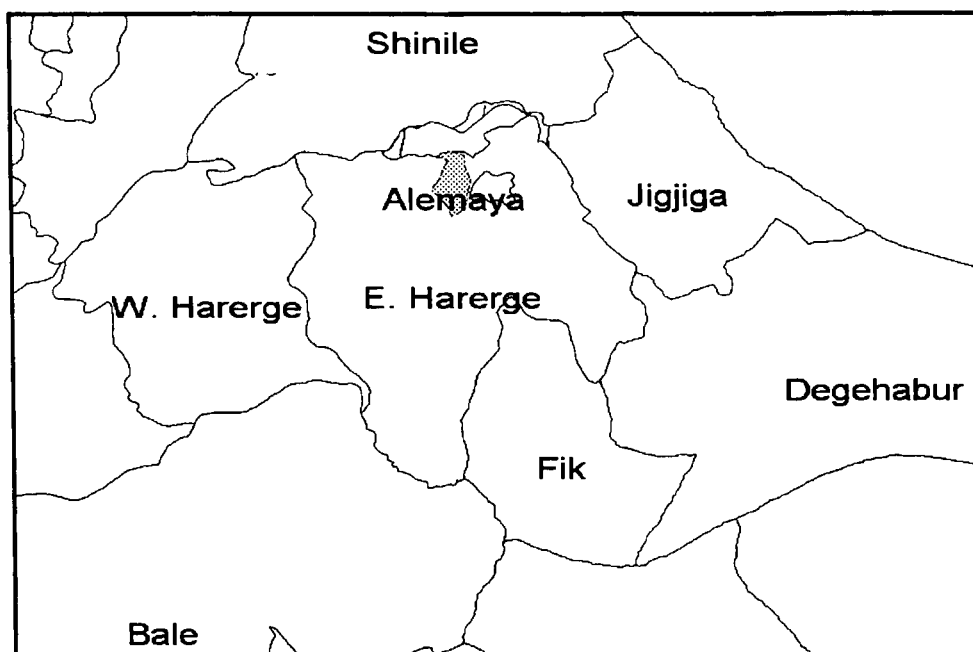 Shinile
Alemaya
Jigjiga
W. Harerge
E. Harerge
Degehabur
Fik
Bale